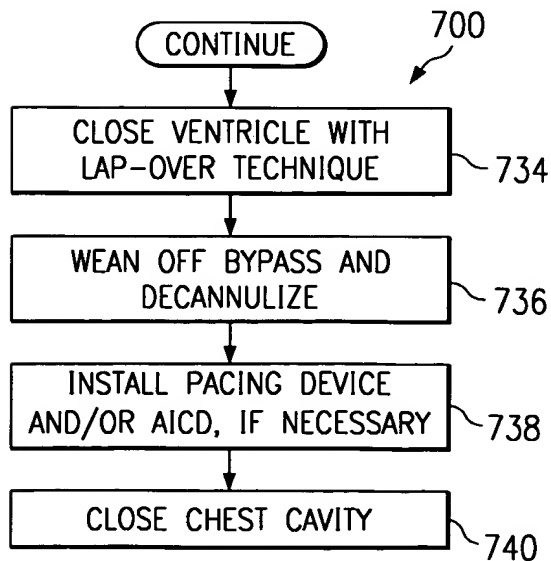 CONTINUE
700
CLOSE VENTRICLE WITH
LAP-OVER TECHNIQUE
734
WEAN OFF BYPASS AND
DECANNULIZE
736
INSTALL PACING DEVICE
AND/OR AICD, IF NECESSARY
738
CLOSE CHEST CAVITY
740